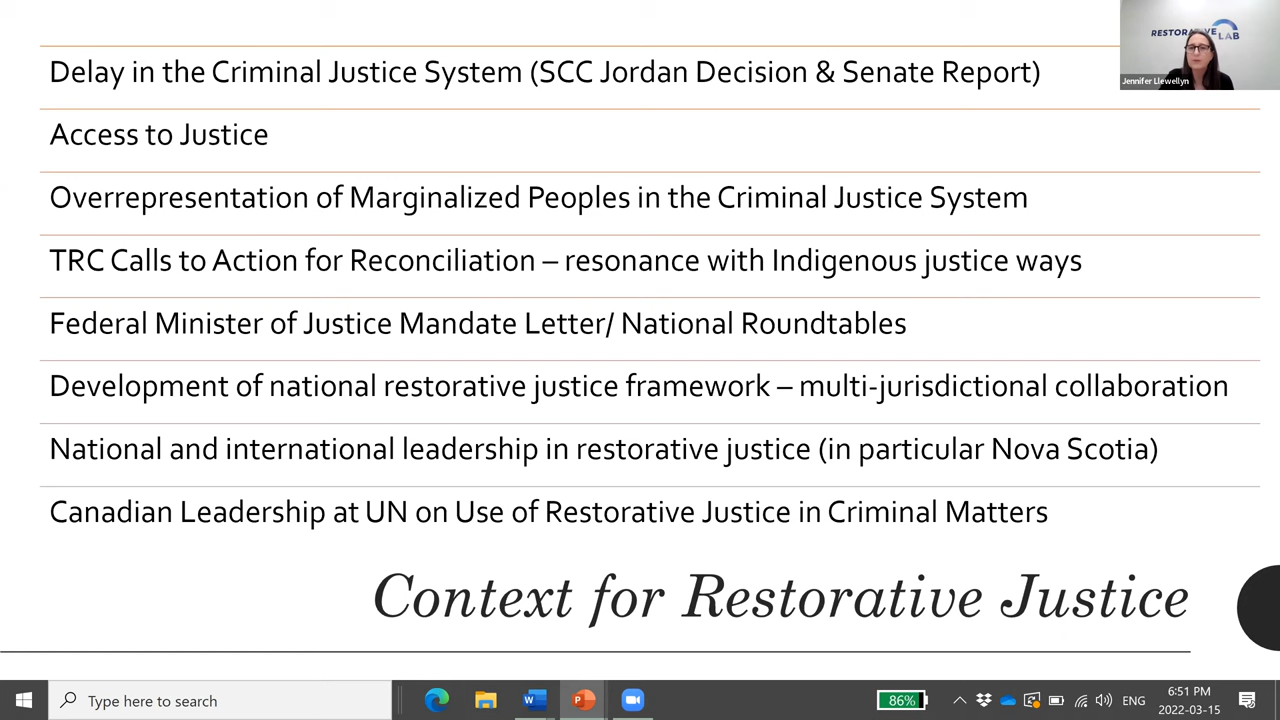 RESTORATIVE LAB
Jennifer Llewellyn
Delay in the Criminal Justice System (SCC Jordan Decision & Senate Report)
Access to Justice
Overrepresentation of Marginalized Peoples in the Criminal Justice System
TRC Calls to Action for Reconciliation – resonance with Indigenous justice ways
Federal Minister of Justice Mandate Letter/ National Roundtables
Development of national restorative justice framework – multi-jurisdictional collaboration
National and international leadership in restorative justice (in particular Nova Scotia)
Canadian Leadership at UN on Use of Restorative Justice in Criminal Matters
Context for Restorative Justice
Type here to search
86%
ENG
6:51 PM
2022-03-15